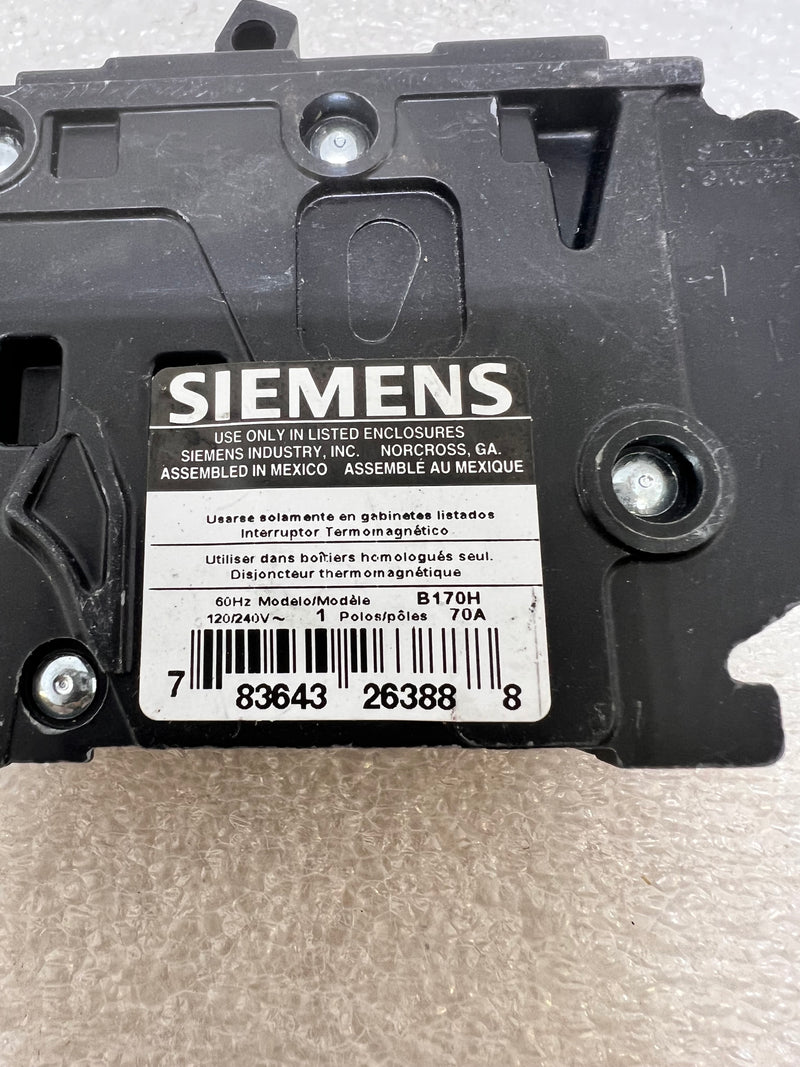 SIEMENS
USE ONLY IN LISTED ENCLOSURES
SIEMENS INDUSTRY, INC. NORCROSS, GA.
ASSEMBLED IN MEXICO ASSEMBLÉ AU MEXIQUE
Usarse solamente en gabinetes listados
Interruptor Termomagnético
Utiliser dans boîtiers homologués seul.
Disjoncteur thermomagnétique
60Hz Modelo/Modèle B170H
120/240V~ 1 Polos/pôles 70A
7 83643 26388 8